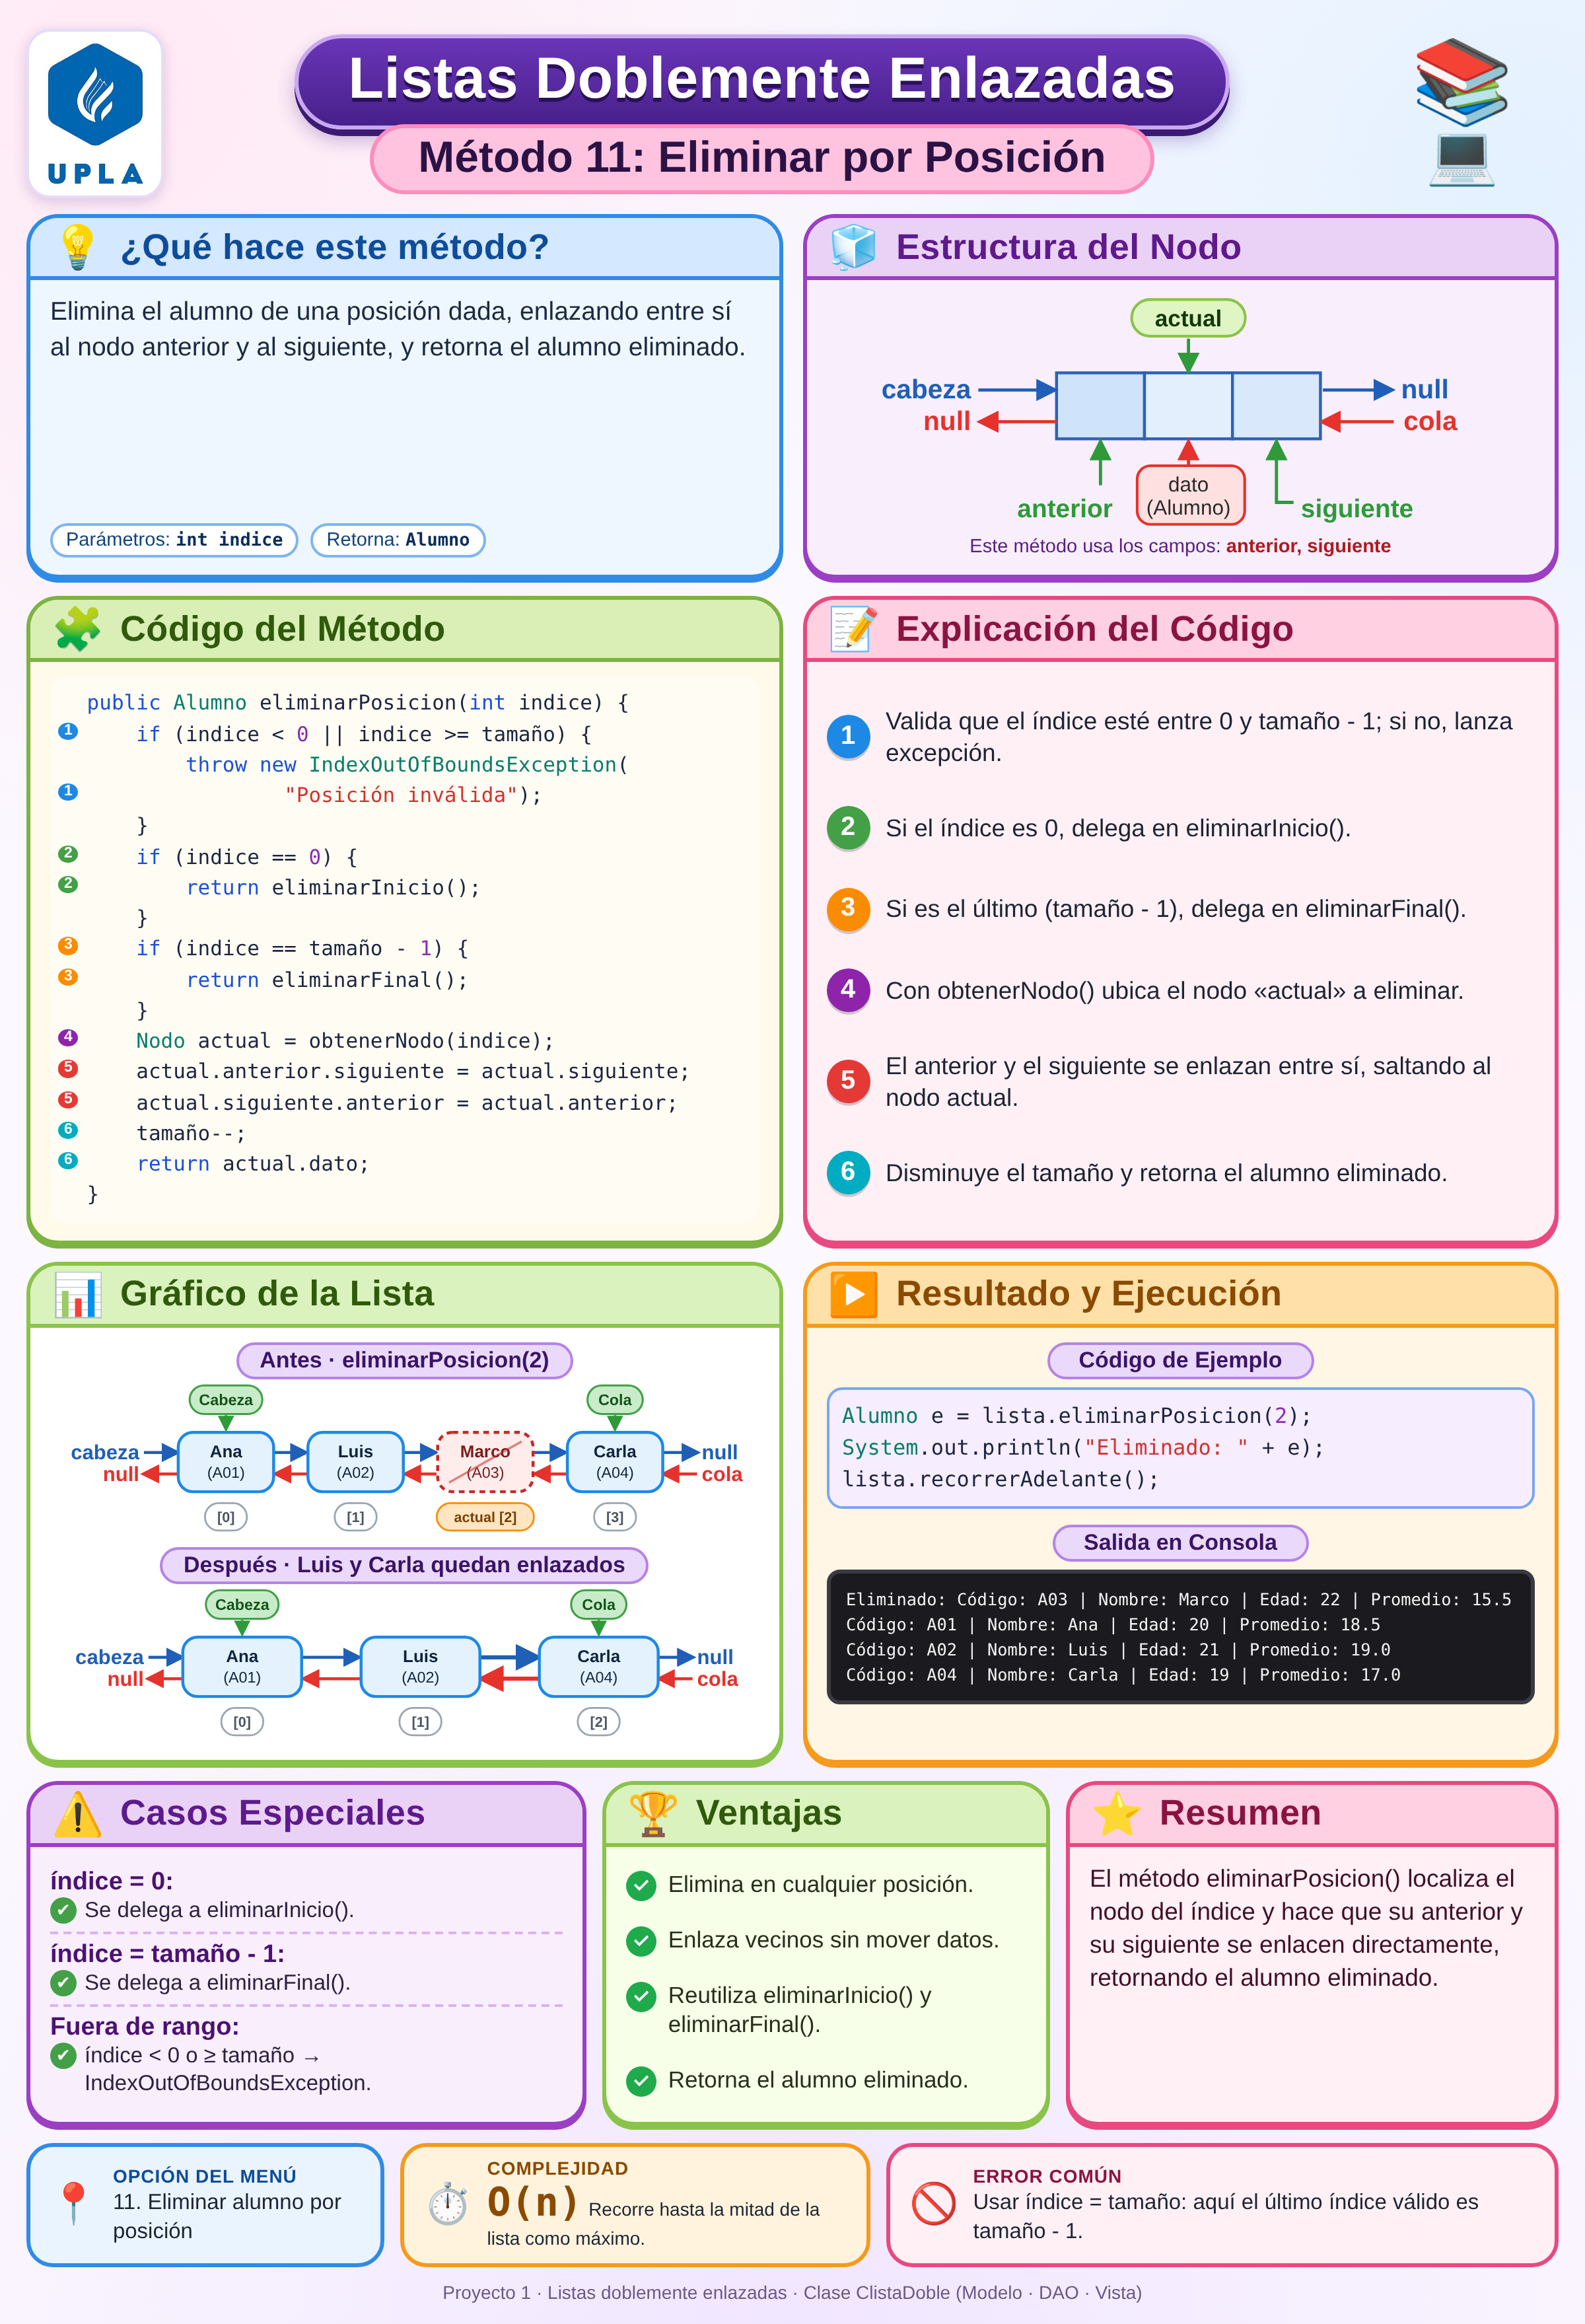 UPLA
Listas Doblemente Enlazadas
Método 11: Eliminar por Posición
¿Qué hace este método?
Elimina el alumno de una posición dada, enlazando entre sí
al nodo anterior y al siguiente, y retorna el alumno eliminado.
Parámetros: int indice
Retorna: Alumno
Estructura del Nodo
actual
cabeza
null
null
cola
anterior
dato
(Alumno)
siguiente
Este método usa los campos: anterior, siguiente
Código del Método
public Alumno eliminarPosicion(int indice) {
1 if (indice < 0 || indice >= tamaño) {
throw new IndexOutOfBoundsException(
1 "Posición inválida");
}
2 if (indice == 0) {
2 return eliminarInicio();
}
3 if (indice == tamaño - 1) {
3 return eliminarFinal();
}
4 Nodo actual = obtenerNodo(indice);
5 actual.anterior.siguiente = actual.siguiente;
5 actual.siguiente.anterior = actual.anterior;
6 tamaño--;
6 return actual.dato;
}
Explicación del Código
1 Valida que el índice esté entre 0 y tamaño - 1; si no, lanza
excepción.
2 Si el índice es 0, delega en eliminarInicio().
3 Si es el último (tamaño - 1), delega en eliminarFinal().
4 Con obtenerNodo() ubica el nodo «actual» a eliminar.
5 El anterior y el siguiente se enlazan entre sí, saltando al
nodo actual.
6 Disminuye el tamaño y retorna el alumno eliminado.
Gráfico de la Lista
Antes · eliminarPosicion(2)
Cabeza
Cola
cabeza
null
Ana
(A01)
Luis
(A02)
Marco
(A03)
Carla
(A04)
null
cola
[0]
[1]
actual [2]
[3]
Después · Luis y Carla quedan enlazados
Cabeza
Cola
cabeza
null
Ana
(A01)
Luis
(A02)
Carla
(A04)
null
cola
[0]
[1]
[2]
Resultado y Ejecución
Código de Ejemplo
Alumno e = lista.eliminarPosicion(2);
System.out.println("Eliminado: " + e);
lista.recorrerAdelante();
Salida en Consola
Eliminado: Código: A03 | Nombre: Marco | Edad: 22 | Promedio: 15.5
Código: A01 | Nombre: Ana | Edad: 20 | Promedio: 18.5
Código: A02 | Nombre: Luis | Edad: 21 | Promedio: 19.0
Código: A04 | Nombre: Carla | Edad: 19 | Promedio: 17.0
Casos Especiales
índice = 0:
Se delega a eliminarInicio().
índice = tamaño - 1:
Se delega a eliminarFinal().
Fuera de rango:
índice < 0 o ≥ tamaño →
IndexOutOfBoundsException.
Ventajas
Elimina en cualquier posición.
Enlaza vecinos sin mover datos.
Reutiliza eliminarInicio() y
eliminarFinal().
Retorna el alumno eliminado.
Resumen
El método eliminarPosicion() localiza el
nodo del índice y hace que su anterior y
su siguiente se enlacen directamente,
retornando el alumno eliminado.
OPCIÓN DEL MENÚ
11. Eliminar alumno por
posición
COMPLEJIDAD
O(n) Recorre hasta la mitad de la
lista como máximo.
ERROR COMÚN
Usar índice = tamaño: aquí el último índice válido es
tamaño - 1.
Proyecto 1 · Listas doblemente enlazadas · Clase ClistaDoble (Modelo · DAO · Vista)